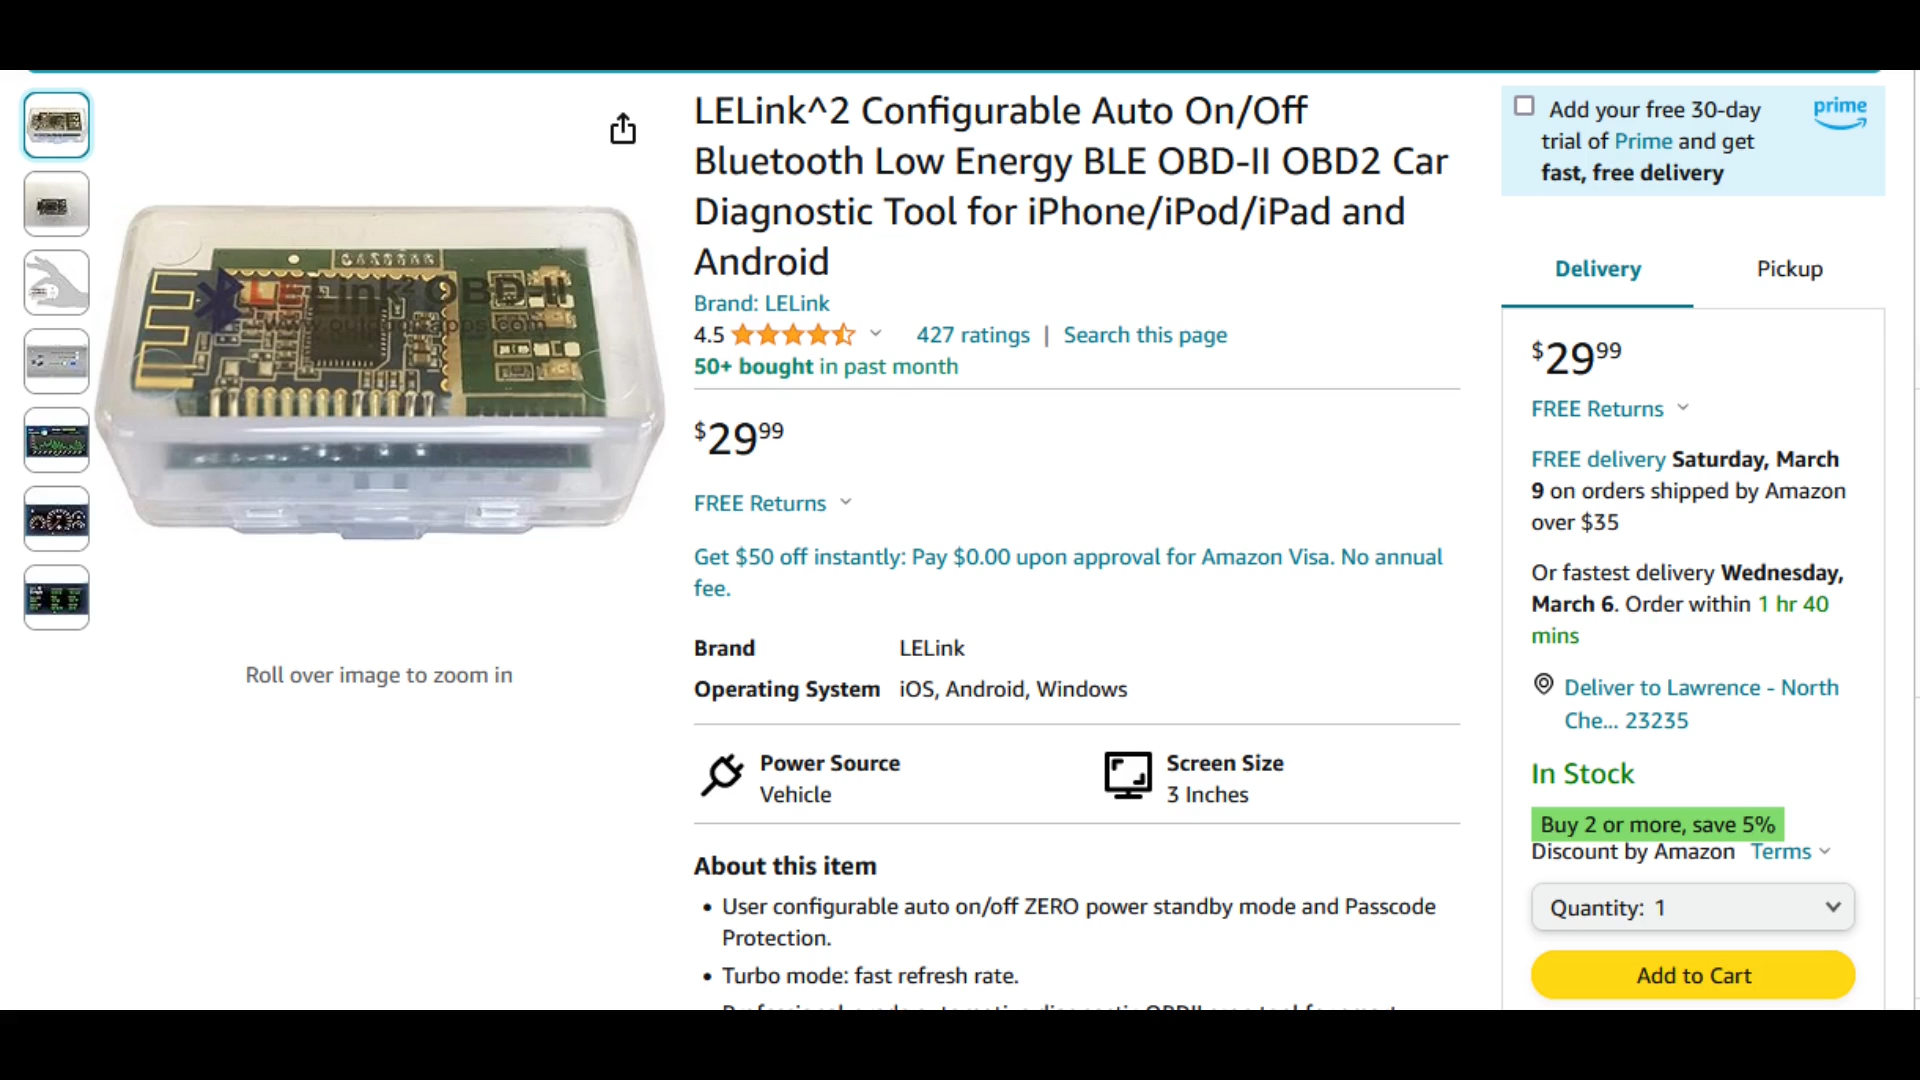 LELink^2 Configurable Auto On/Off
Bluetooth Low Energy BLE OBD-II OBD2 Car
Diagnostic Tool for iPhone/iPod/iPad and
Android
Brand: LELink
4.5 427 ratings | Search this page
50+ bought in past month
$29 99
FREE Returns
Get $50 off instantly: Pay $0.00 upon approval for Amazon Visa. No annual
fee.
Brand LELink
Operating System iOS, Android, Windows
Power Source
Vehicle
Screen Size
3 Inches
About this item
• User configurable auto on/off ZERO power standby mode and Passcode
Protection.
• Turbo mode: fast refresh rate.
LELink² OBD-II
Roll over image to zoom in
Add your free 30-day
trial of Prime and get
fast, free delivery
prime
Delivery Pickup
$29 99
FREE Returns
FREE delivery Saturday, March
9 on orders shipped by Amazon
over $35
Or fastest delivery Wednesday,
March 6. Order within 1 hr 40
mins
Deliver to Lawrence - North
Che... 23235
In Stock
Buy 2 or more, save 5%
Discount by Amazon Terms
Quantity: 1
Add to Cart